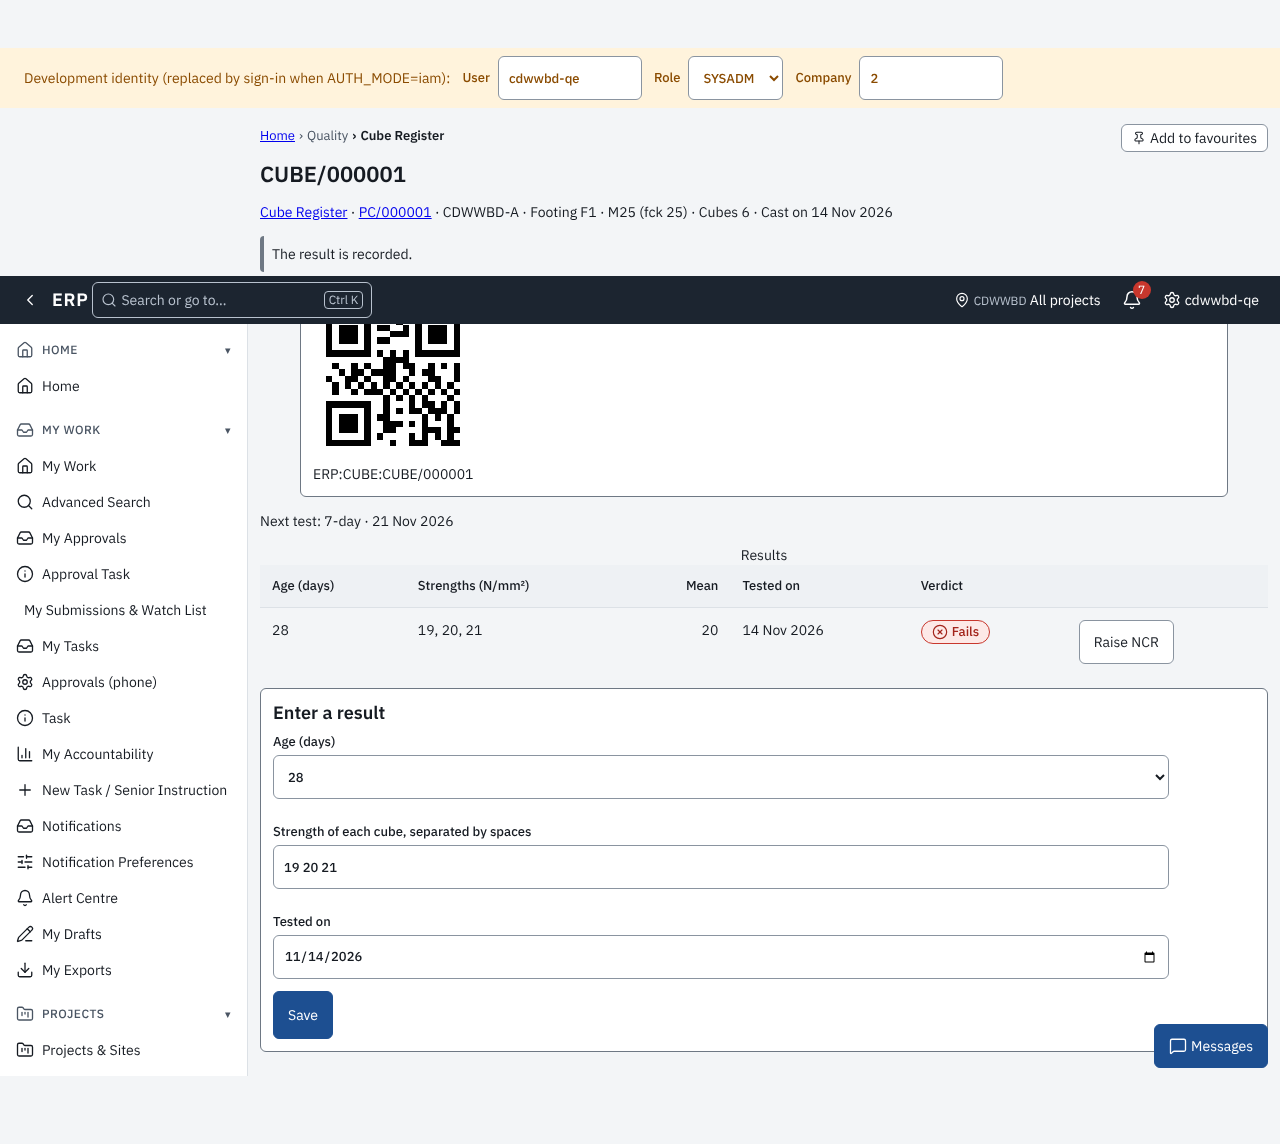 Development identity (replaced by sign-in when AUTH_MODE=iam): User cdwwbd-qe Role SYSADM Company 2
Home › Quality › Cube Register
Add to favourites
CUBE/000001
Cube Register · PC/000001 · CDWWBD-A · Footing F1 · M25 (fck 25) · Cubes 6 · Cast on 14 Nov 2026
The result is recorded.
ERP Search or go to... Ctrl K CDWWBD All projects 7 cdwwbd-qe
HOME
Home
MY WORK
My Work
Advanced Search
My Approvals
Approval Task
My Submissions & Watch List
My Tasks
Approvals (phone)
Task
My Accountability
New Task / Senior Instruction
Notifications
Notification Preferences
Alert Centre
My Drafts
My Exports
PROJECTS
Projects & Sites
ERP:CUBE:CUBE/000001
Next test: 7-day · 21 Nov 2026
Results
Age (days) Strengths (N/mm²) Mean Tested on Verdict
28 19, 20, 21 20 14 Nov 2026 Fails Raise NCR
Enter a result
Age (days)
28
Strength of each cube, separated by spaces
19 20 21
Tested on
11/14/2026
Save
Messages